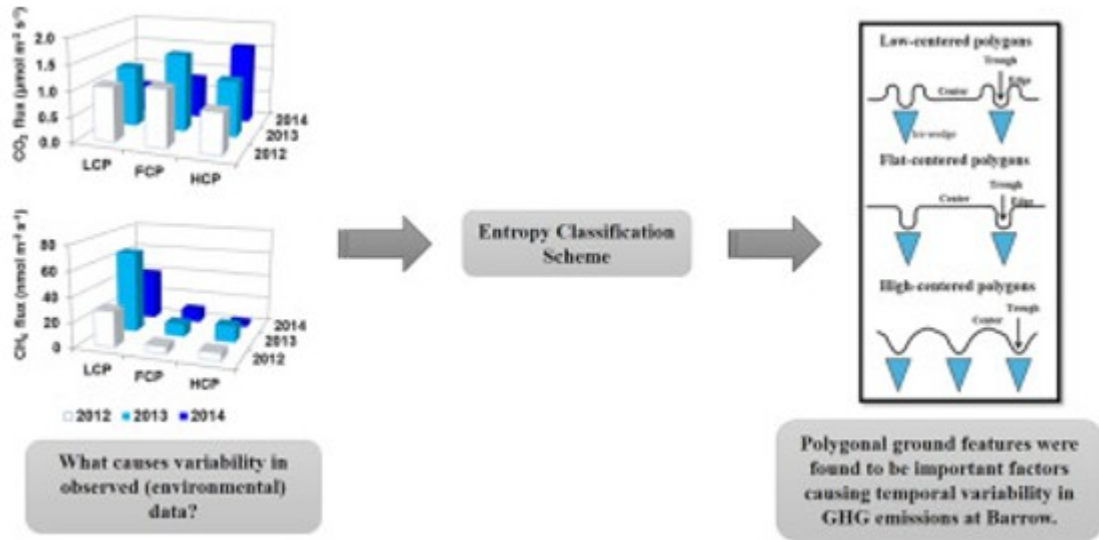 CO₂ flux (µmol m⁻² s⁻¹)
2.0
1.5
1.0
0.5
0.0
LCP
FCP
HCP
2014
2013
2012
CH₄ flux (nmol m⁻² s⁻¹)
80
60
40
20
0
LCP
FCP
HCP
2014
2013
2012
2012 2013 2014
What causes variability in
observed (environmental)
data?
Entropy Classification
Scheme
Low-centered polygons
Trough
Center
Edge
Ice-wedge
Flat-centered polygons
Trough
Center
Edge
High-centered polygons
Trough
Center
Polygonal ground features were
found to be important factors
causing temporal variability in
GHG emissions at Barrow.